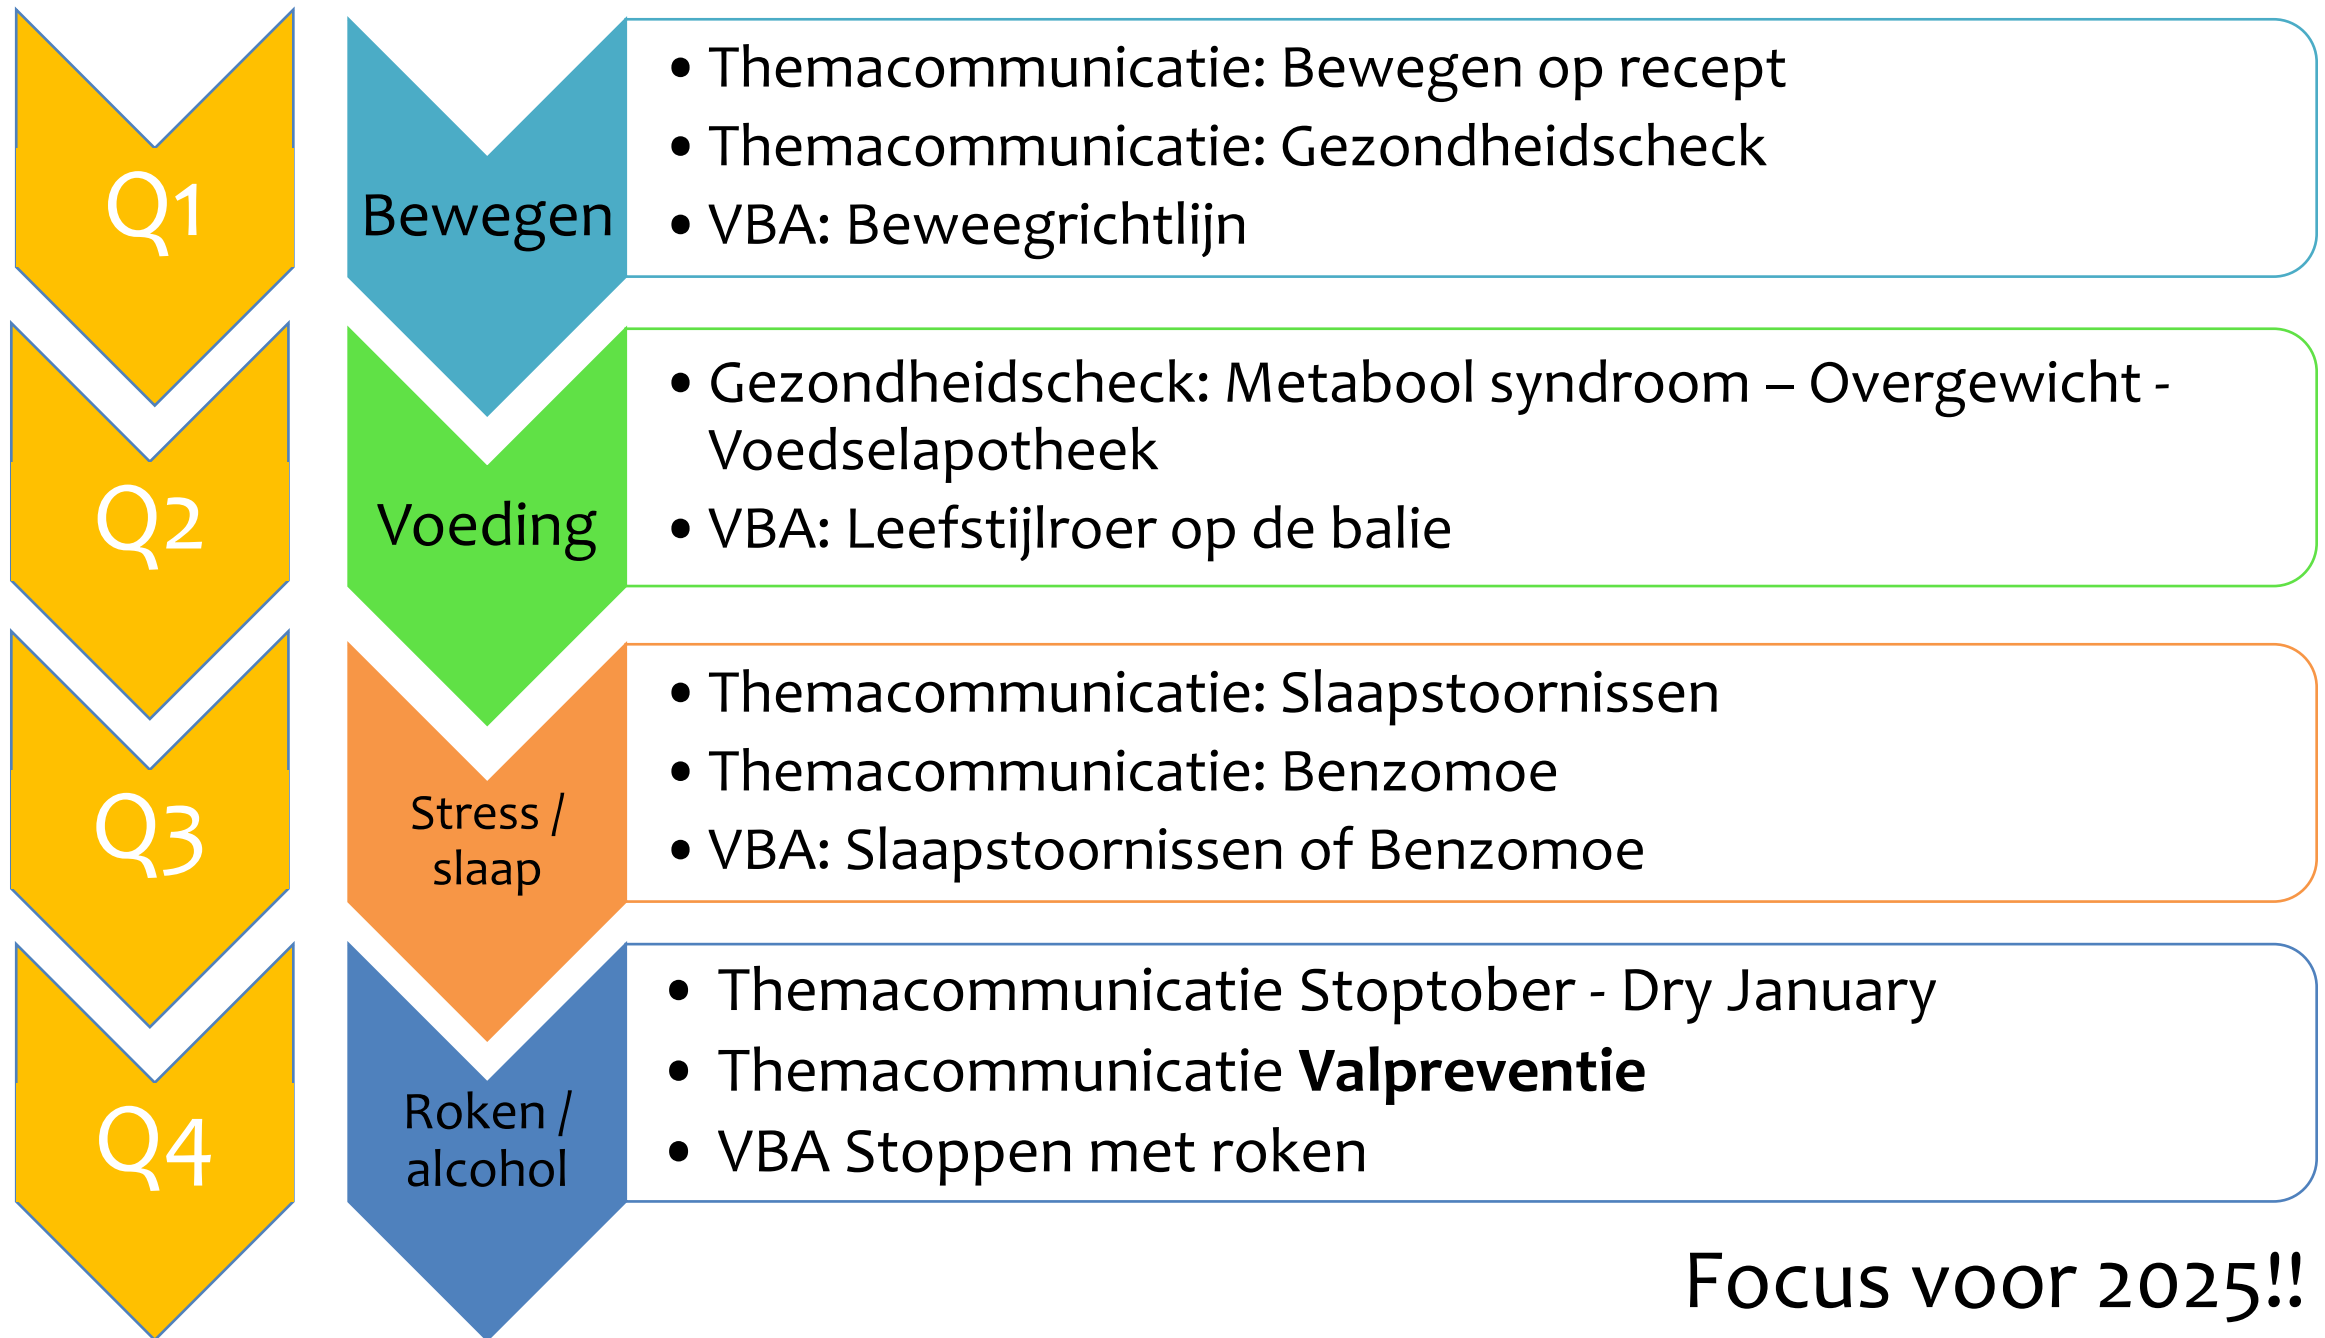 Q1
Bewegen
• Themacommunicatie: Bewegen op recept
• Themacommunicatie: Gezondheidscheck
• VBA: Beweegrichtlijn
Q2
Voeding
• Gezondheidscheck: Metabool syndroom – Overgewicht -
Voedselapotheek
• VBA: Leefstijlroer op de balie
Q3
Stress /
slaap
• Themacommunicatie: Slaapstoornissen
• Themacommunicatie: Benzomoe
• VBA: Slaapstoornissen of Benzomoe
Q4
Roken /
alcohol
• Themacommunicatie Stoptober - Dry January
• Themacommunicatie Valpreventie
• VBA Stoppen met roken
Focus voor 2025!!